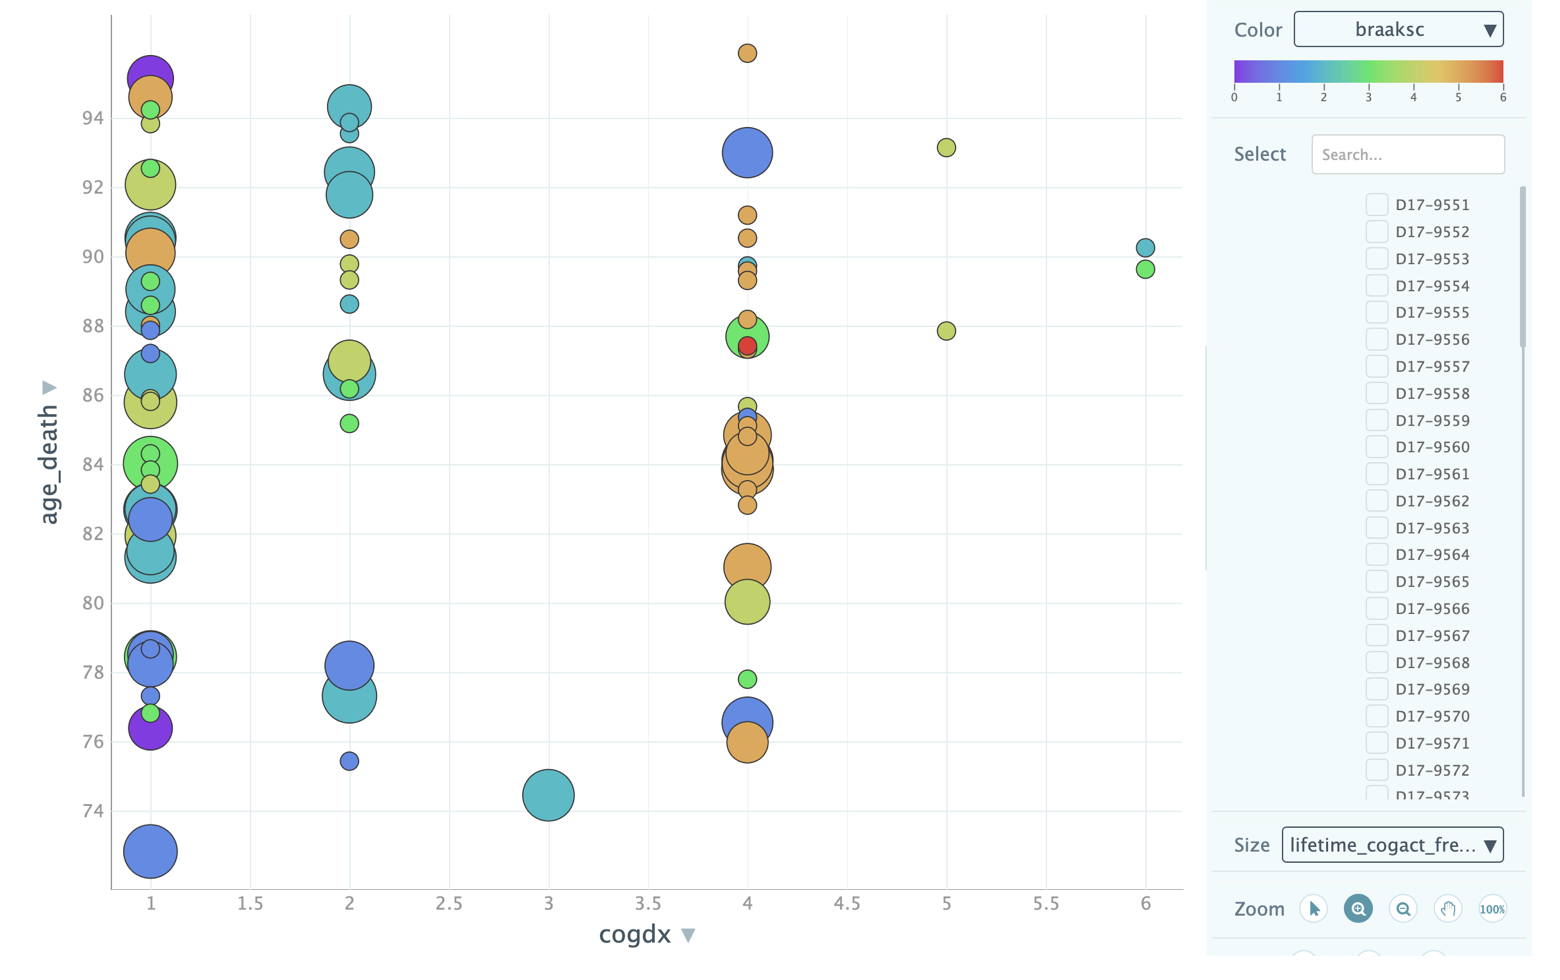 Color
braaksc ▼
0 1 2 3 4 5 6
Select
Search...
D17-9551
D17-9552
D17-9553
D17-9554
D17-9555
D17-9556
D17-9557
D17-9558
D17-9559
D17-9560
D17-9561
D17-9562
D17-9563
D17-9564
D17-9565
D17-9566
D17-9567
D17-9568
D17-9569
D17-9570
D17-9571
D17-9572
D17-9573
Size
lifetime_cogact_fre... ▼
Zoom
100%
age_death ▼
94
92
90
88
86
84
82
80
78
76
74
1 1.5 2 2.5 3 3.5 4 4.5 5 5.5 6
cogdx ▼